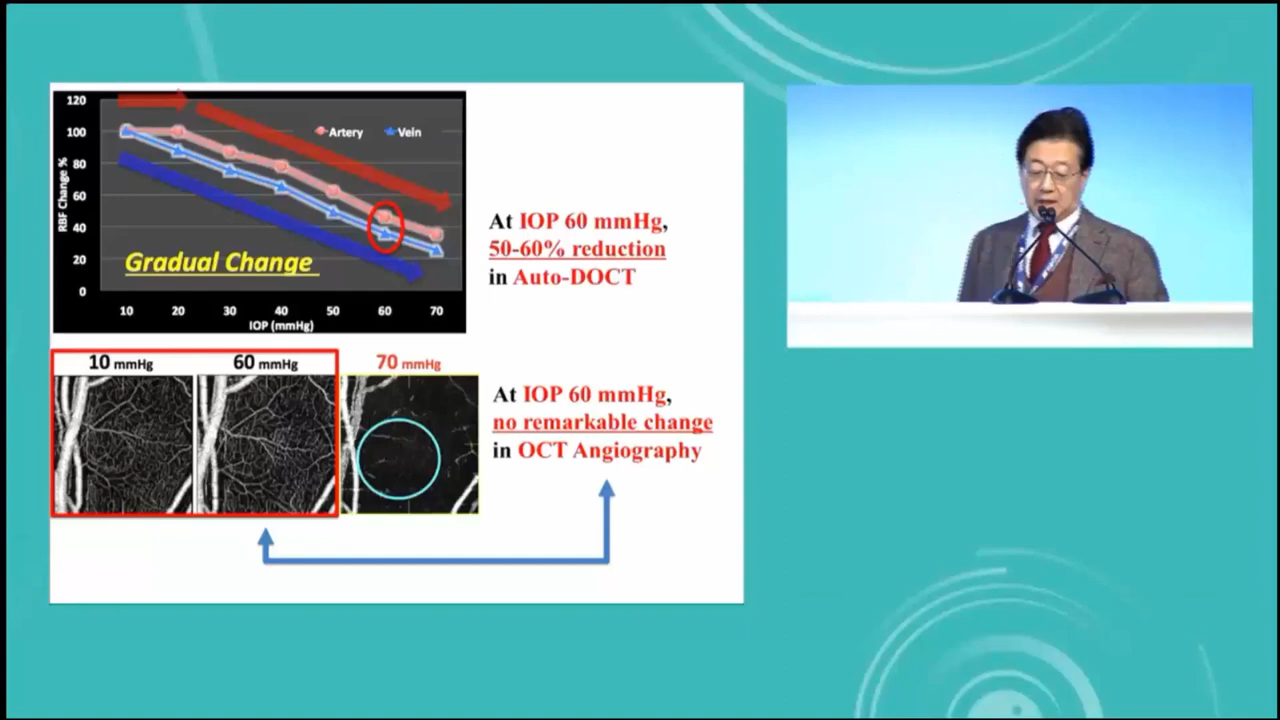 120
100
80
60
40
20
0
RBF Change %
Artery Vein
Gradual Change
10 20 30 40 50 60 70
IOP (mmHg)
At IOP 60 mmHg,
50-60% reduction
in Auto-DOCT
10 mmHg 60 mmHg 70 mmHg
At IOP 60 mmHg,
no remarkable change
in OCT Angiography